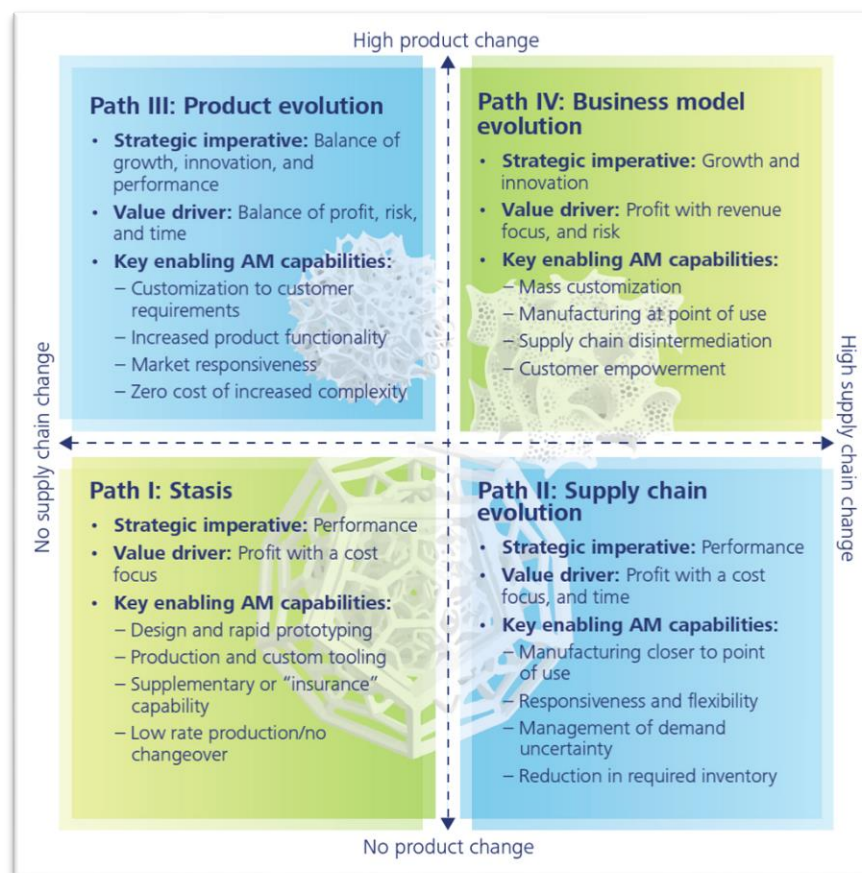 High product change
Path III: Product evolution
• Strategic imperative: Balance of
growth, innovation, and
performance
• Value driver: Balance of profit, risk,
and time
• Key enabling AM capabilities:
– Customization to customer
requirements
– Increased product functionality
– Market responsiveness
– Zero cost of increased complexity
Path IV: Business model
evolution
• Strategic imperative: Growth and
innovation
• Value driver: Profit with revenue
focus, and risk
• Key enabling AM capabilities:
– Mass customization
– Manufacturing at point of use
– Supply chain disintermediation
– Customer empowerment
No supply chain change
High supply chain change
Path I: Stasis
• Strategic imperative: Performance
• Value driver: Profit with a cost
focus
• Key enabling AM capabilities:
– Design and rapid prototyping
– Production and custom tooling
– Supplementary or “insurance”
capability
– Low rate production/no
changeover
Path II: Supply chain
evolution
• Strategic imperative: Performance
• Value driver: Profit with a cost
focus, and time
• Key enabling AM capabilities:
– Manufacturing closer to point
of use
– Responsiveness and flexibility
– Management of demand
uncertainty
– Reduction in required inventory
No product change